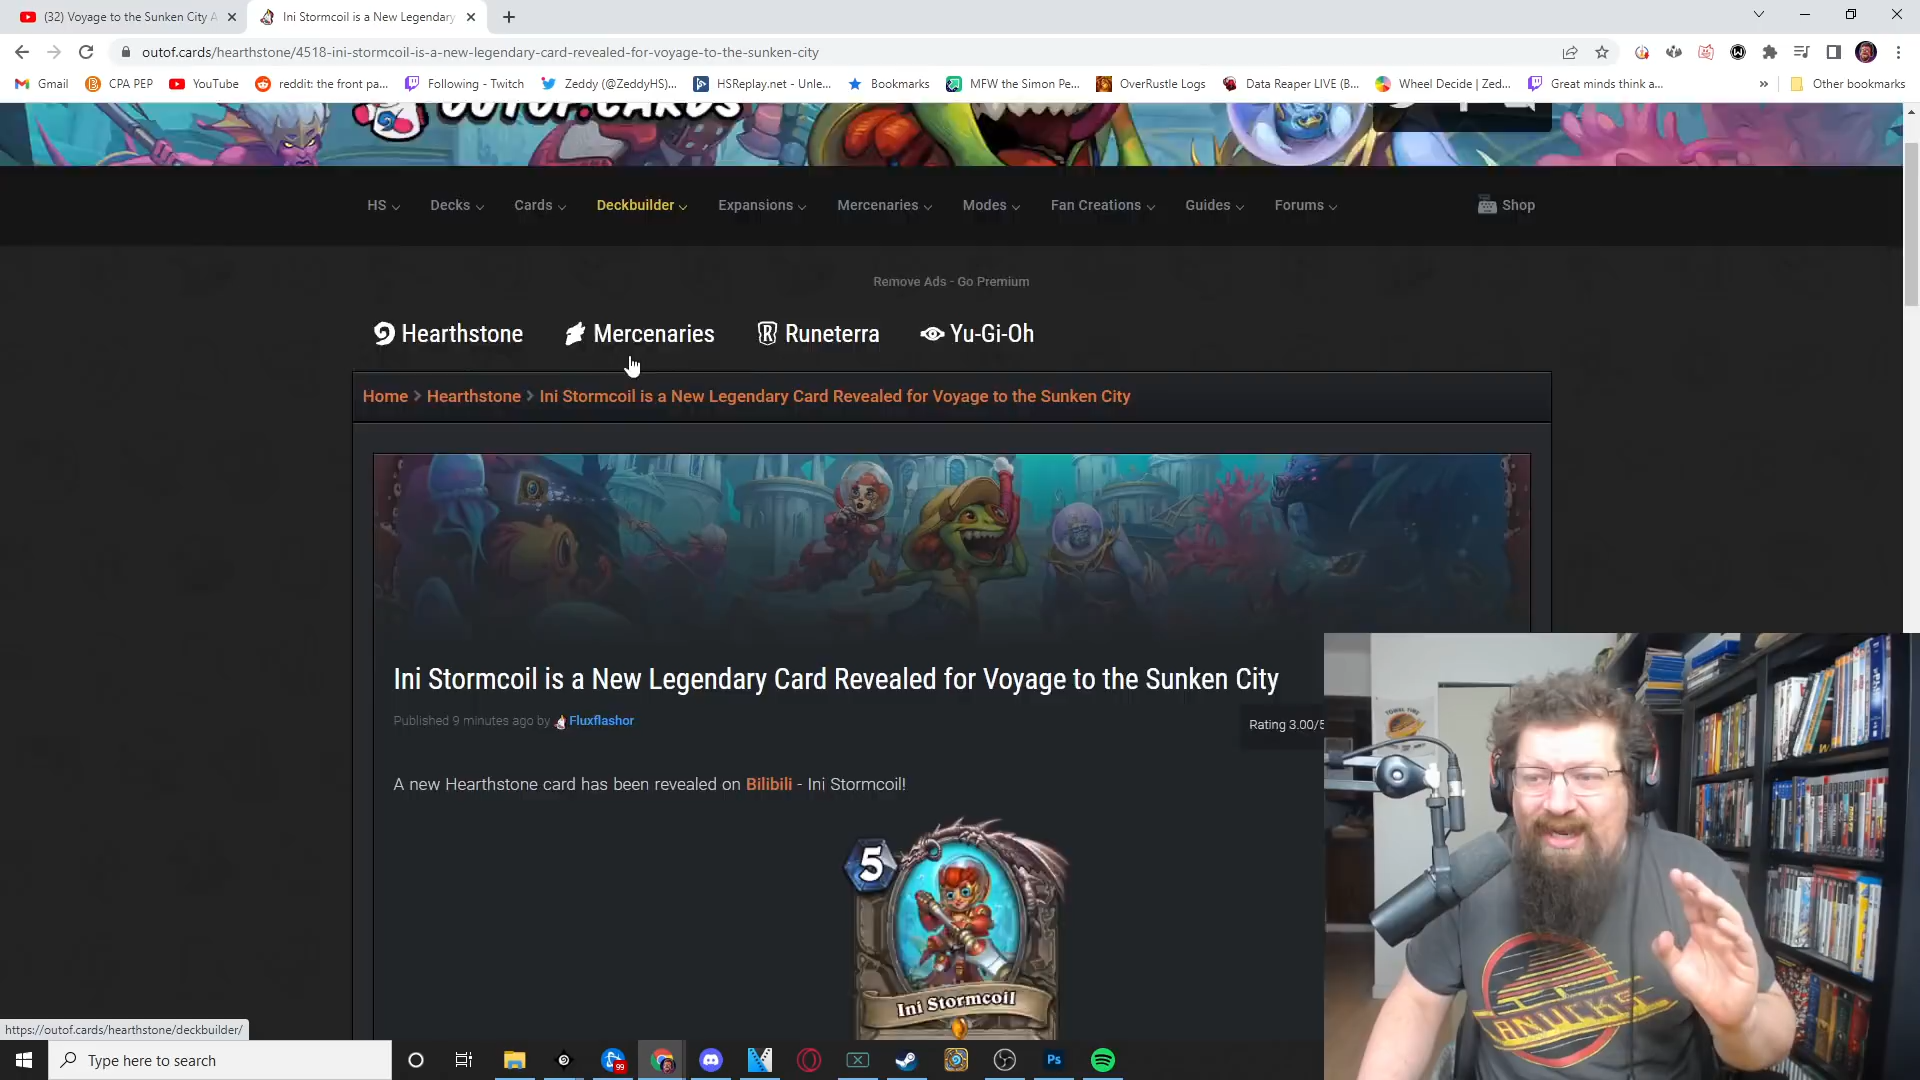 (32) Voyage to the Sunken City A
Ini Stormcoil is a New Legendary
outof.cards/hearthstone/4518-ini-stormcoil-is-a-new-legendary-card-revealed-for-voyage-to-the-sunken-city
Gmail
CPA PEP
YouTube
reddit: the front pa...
Following - Twitch
Zeddy (@ZeddyHS)...
HSReplay.net - Unle...
Bookmarks
MFW the Simon Pe...
OverRustle Logs
Data Reaper LIVE (B...
Wheel Decide | Zed...
Great minds think a...
Other bookmarks
OUTOF.CARDS
HS
Decks
Cards
Deckbuilder
Expansions
Mercenaries
Modes
Fan Creations
Guides
Forums
Shop
Remove Ads - Go Premium
Hearthstone
Mercenaries
Runeterra
Yu-Gi-Oh
Home > Hearthstone > Ini Stormcoil is a New Legendary Card Revealed for Voyage to the Sunken City
Ini Stormcoil is a New Legendary Card Revealed for Voyage to the Sunken City
Published 9 minutes ago by Fluxflashor
Rating 3.00/5
A new Hearthstone card has been revealed on Bilibili - Ini Stormcoil!
5
Ini Stormcoil
https://outof.cards/hearthstone/deckbuilder/
Type here to search
99
Ps